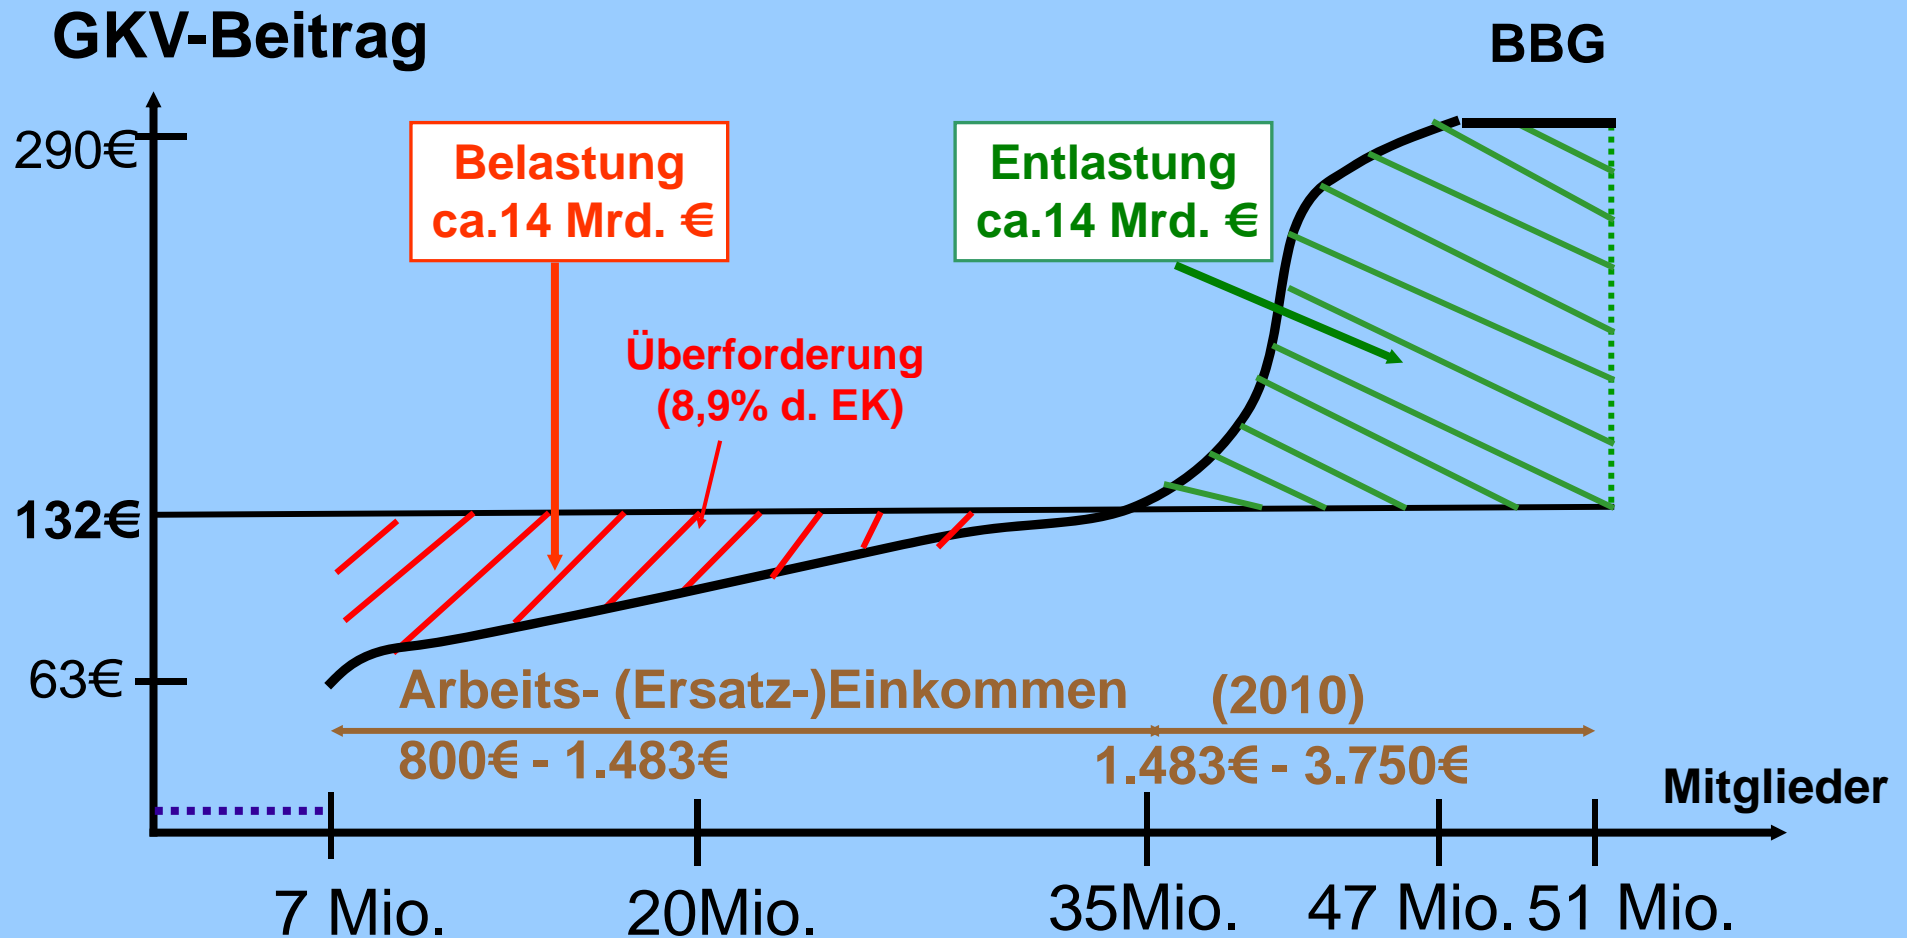 GKV-Beitrag
BBG
290€
Belastung
ca.14 Mrd. €
Entlastung
ca.14 Mrd. €
Überforderung
(8,9% d. EK)
132€
63€
Arbeits- (Ersatz-)Einkommen (2010)
800€ - 1.483€
1.483€ - 3.750€
Mitglieder
7 Mio.
20Mio.
35Mio.
47 Mio.
51 Mio.